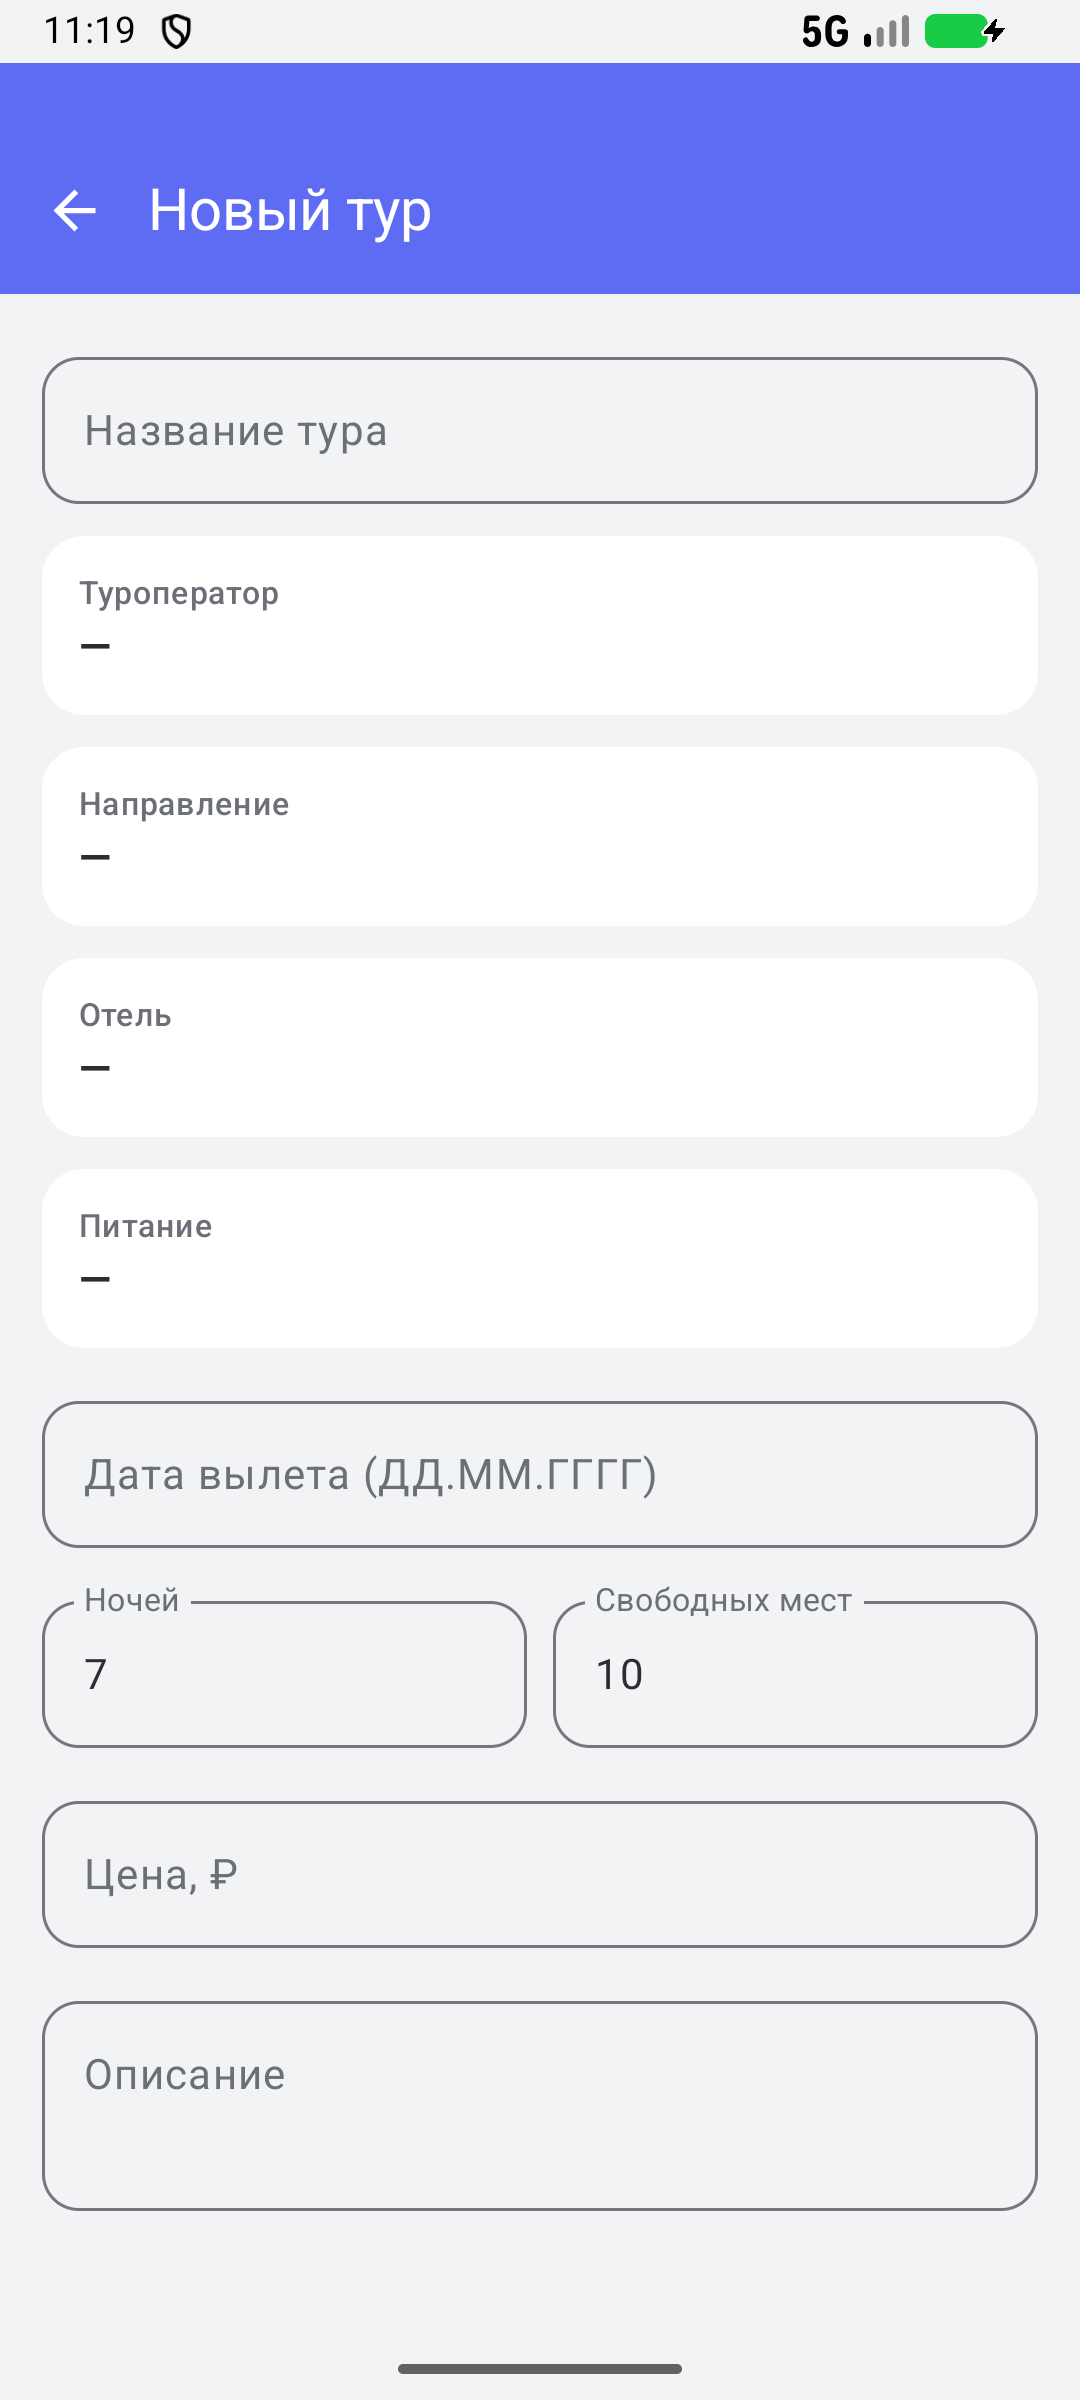 11:19
5G
Новый тур
Название тура
Туроператор
—
Направление
—
Отель
—
Питание
—
Дата вылета (ДД.ММ.ГГГГ)
Ночей
7
Свободных мест
10
Цена, ₽
Описание